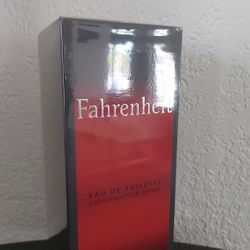 Fahrenheit
EAU DE TOILETTE
VAPORISATEUR SPRAY